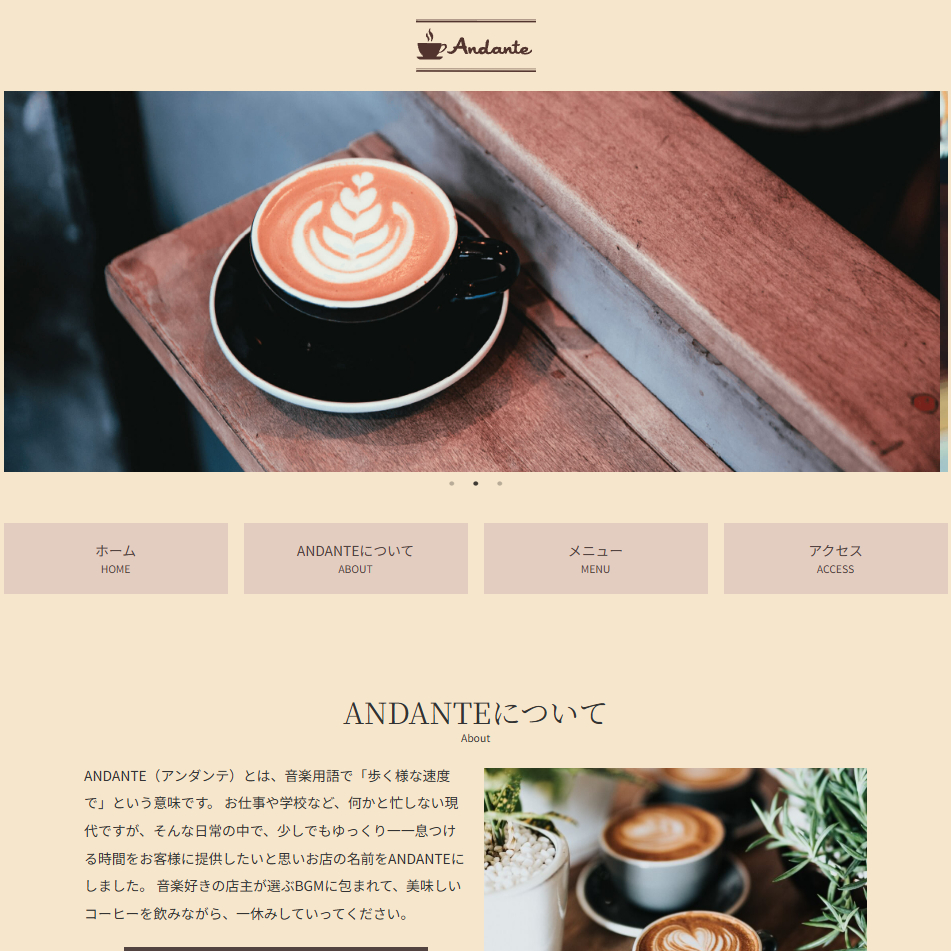 Andante
ホーム
HOME
ANDANTEについて
ABOUT
メニュー
MENU
アクセス
ACCESS
ANDANTEについて
About
ANDANTE（アンダンテ）とは、音楽用語で「歩く様な速度
で」という意味です。 お仕事や学校など、何かと忙しない現
代ですが、そんな日常の中で、少しでもゆっくり一一息つけ
る時間をお客様に提供したいと思いお店の名前をANDANTEに
しました。 音楽好きの店主が選ぶBGMに包まれて、美味しい
コーヒーを飲みながら、一休みしていってください。